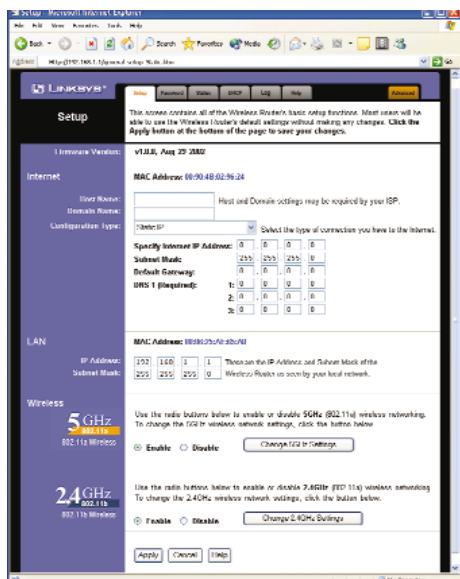 Setup - Microsoft Internet Explorer
File Edit View Favorites Tools Help
Back Search Favorites Media
Address Go
LINKSYS®
Setup Password Status DHCP Log Help Advanced
Setup
This screen contains all of the Wireless Router's basic setup functions. Most users will be
able to use the Wireless Router's default settings without making any changes. Click the
Apply button at the bottom of the page to save your changes.
Firmware Version: v1.0.0, Aug 29 2002
Internet MAC Address: 00:90:4B:02:96:24
Host Name: Host and Domain settings may be required by your ISP.
Domain Name:
Configuration Type: Static IP Select the type of connection you have to the Internet.
Specify Internet IP Address: 0 . 0 . 0 . 0
Subnet Mask: 255 . 255 . 255 . 0
Default Gateway: 0 . 0 . 0 . 0
DNS 1 (Required): 1: 0 0 0 0
2: 0 0 0 0
3: 0 0 0 0
LAN MAC Address:
IP Address: 192 168 1 1 These are the IP Address and Subnet Mask of the
Subnet Mask: 255 255 255 0 Wireless Router as seen by your local network.
Wireless
5 GHz
802.11a
802.11a Wireless
Use the radio buttons below to enable or disable 5GHz (802.11a) wireless networking.
To change the 5GHz wireless network settings, click the button below
Enable Disable Change 5GHz Settings
2,4 GHz
802.11b
802.11b Wireless
Use the radio buttons below to enable or disable 2.4GHz (802.11a) wireless networking
To change the 2.4GHz wireless network settings, click the button below.
Enable Disable Change 2.4GHz Settings
Apply Cancel Help